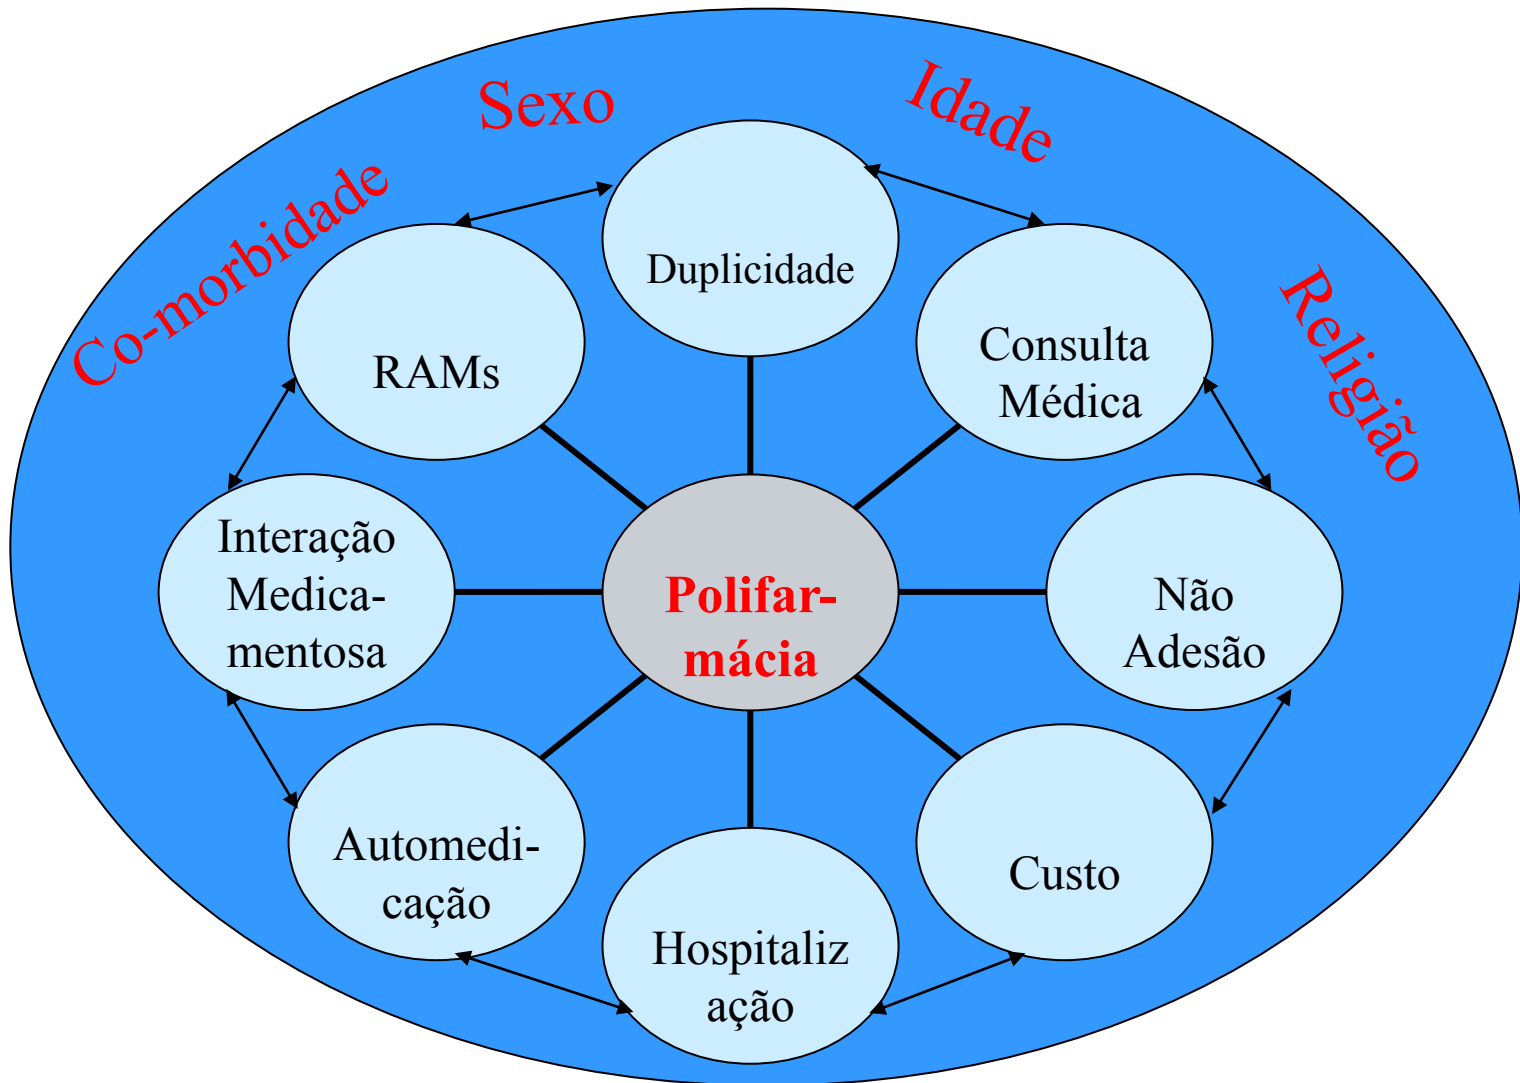 Sexo
Idade
Co-morbidade
Religião
Duplicidade
RAMs
Consulta
Médica
Interação
Medica-
mentosa
Polifar-
mácia
Não
Adesão
Automedi-
cação
Custo
Hospitaliz
ação